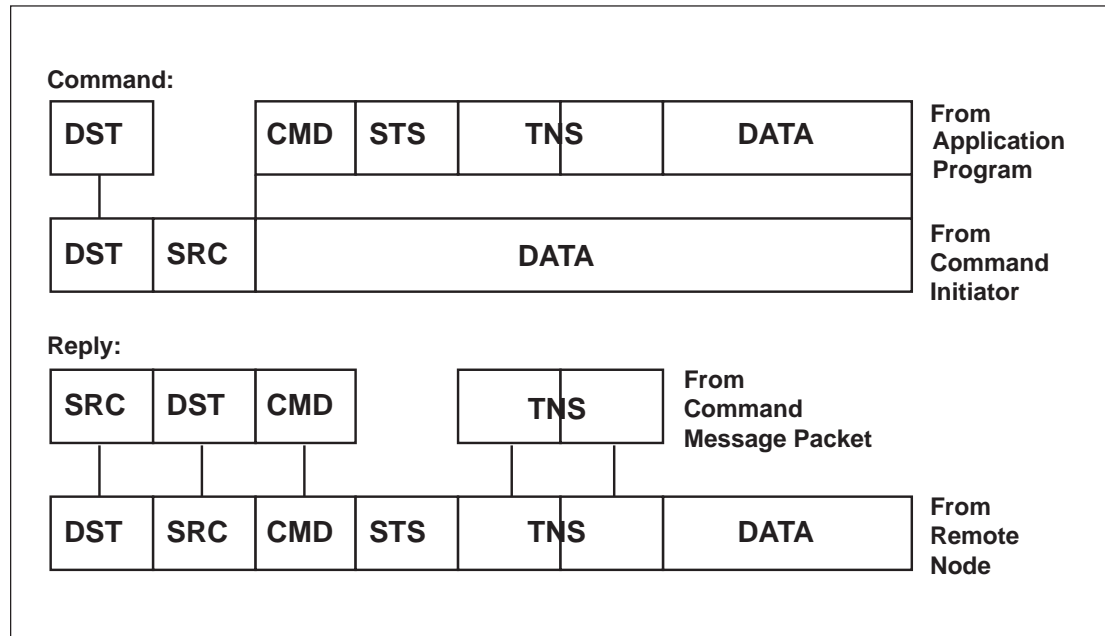 Command:
DST CMD STS TNS DATA
From
Application
Program
DST SRC DATA
From
Command
Initiator
Reply:
SRC DST CMD TNS
From
Command
Message Packet
DST SRC CMD STS TNS DATA
From
Remote
Node